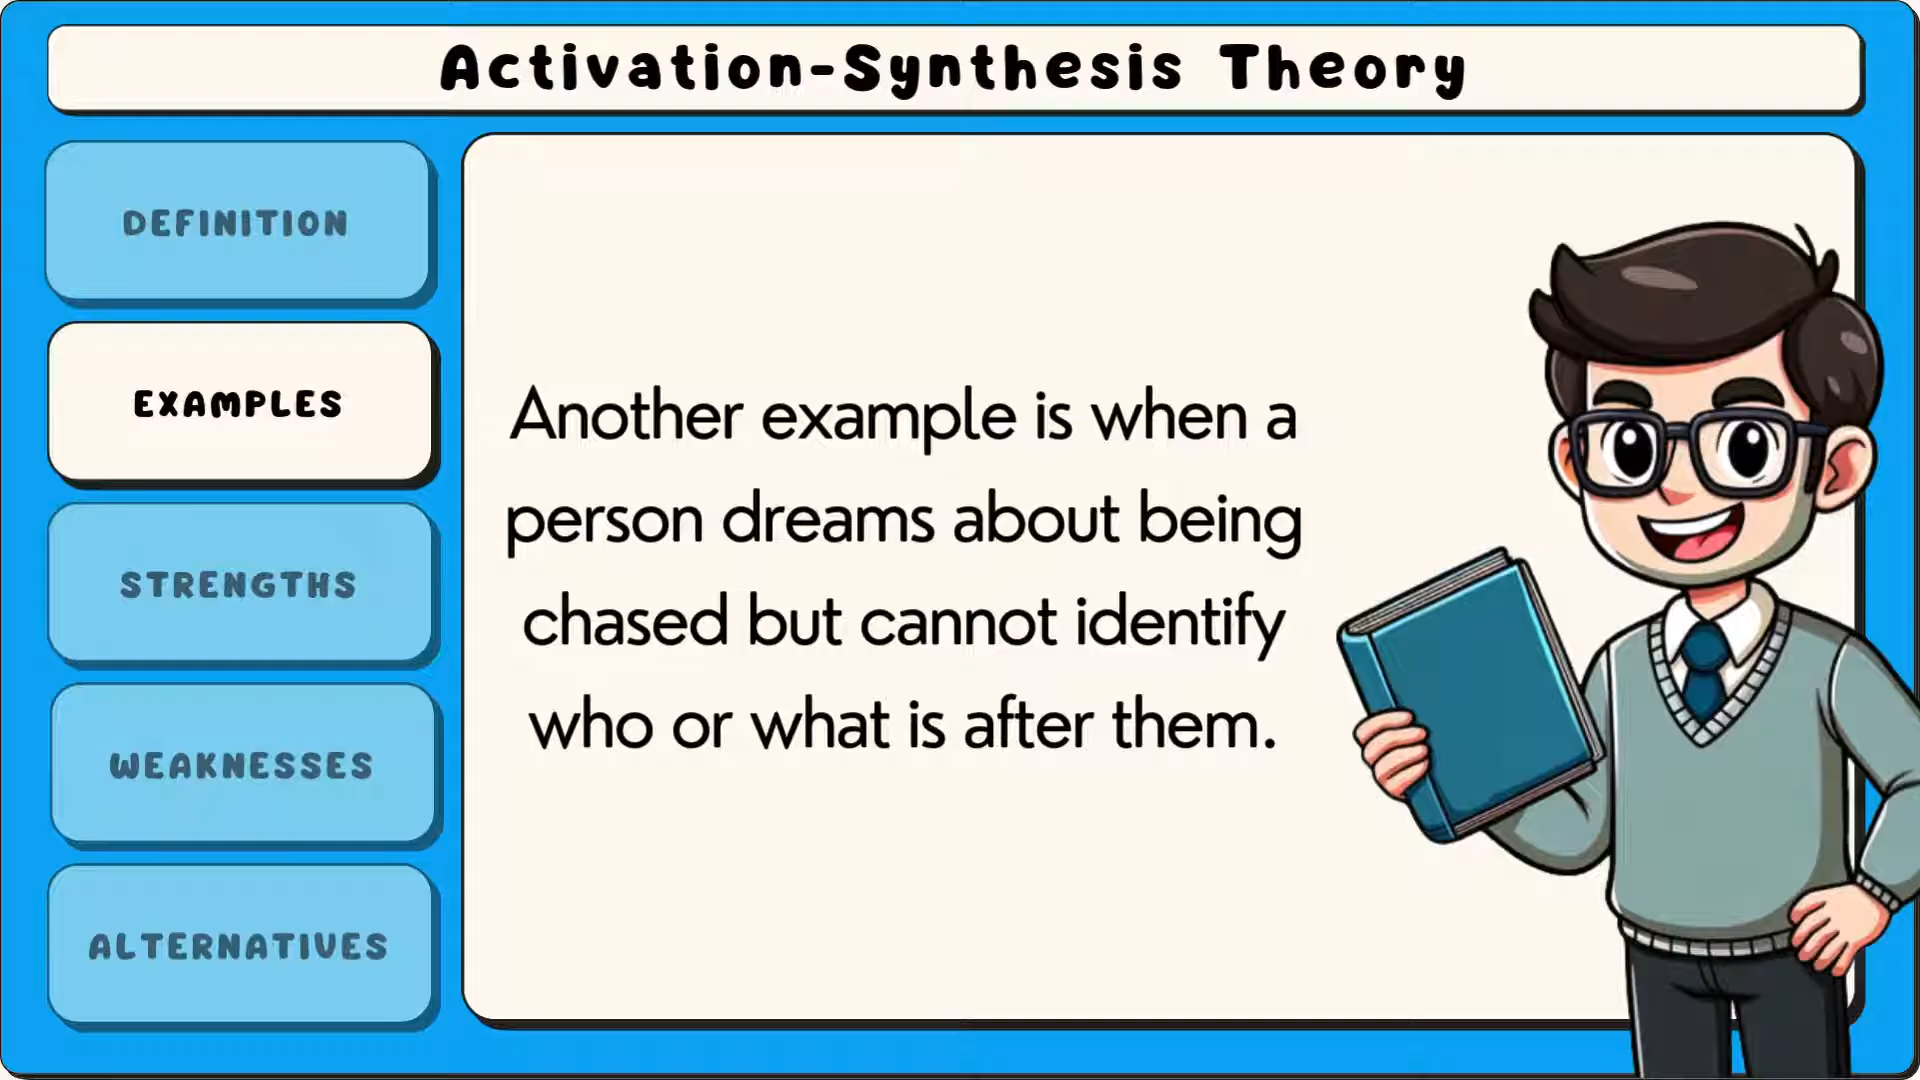 Activation-Synthesis Theory
DEFINITION
EXAMPLES
STRENGTHS
WEAKNESSES
ALTERNATIVES
Another example is when a
person dreams about being
chased but cannot identify
who or what is after them.